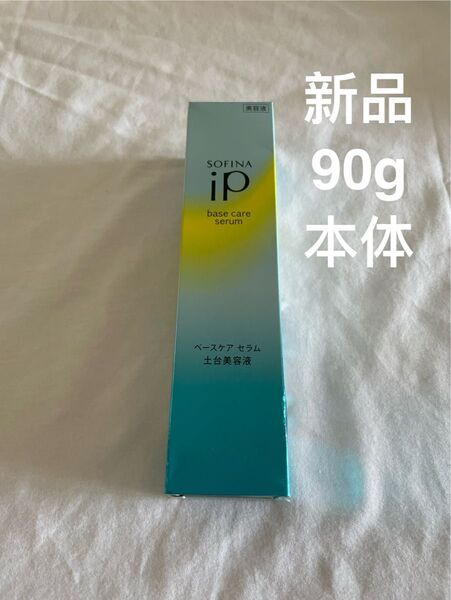 新品
90g
本体
美容液
SOFINA
iP
base care
serum
ベースケア セラム
土台美容液